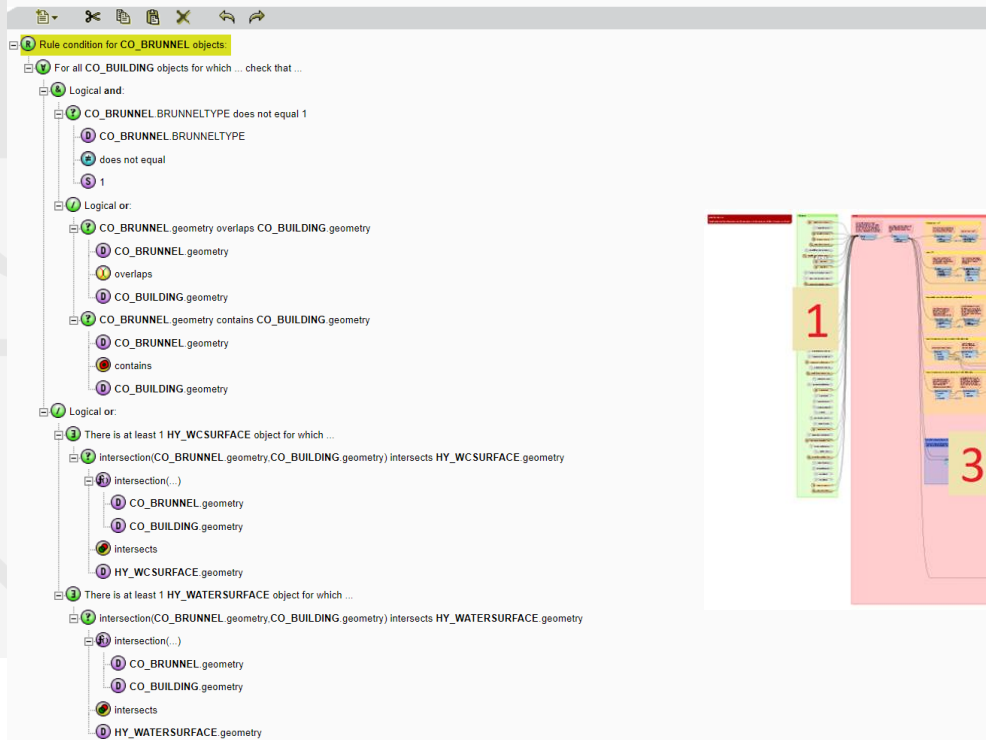 Rule condition for CO_BRUNNEL objects:
For all CO_BUILDING objects for which ... check that ...
Logical and:
CO_BRUNNEL.BRUNNELTYPE does not equal 1
CO_BRUNNEL.BRUNNELTYPE
does not equal
1
Logical or:
CO_BRUNNEL.geometry overlaps CO_BUILDING.geometry
CO_BRUNNEL.geometry
overlaps
CO_BUILDING.geometry
CO_BRUNNEL.geometry contains CO_BUILDING.geometry
CO_BRUNNEL.geometry
contains
CO_BUILDING.geometry
Logical or:
There is at least 1 HY_WCSURFACE object for which ...
intersection(CO_BRUNNEL.geometry,CO_BUILDING.geometry) intersects HY_WCSURFACE.geometry
intersection(...)
CO_BRUNNEL.geometry
CO_BUILDING.geometry
intersects
HY_WCSURFACE.geometry
There is at least 1 HY_WATERSURFACE object for which ...
intersection(CO_BRUNNEL.geometry,CO_BUILDING.geometry) intersects HY_WATERSURFACE.geometry
intersection(...)
CO_BRUNNEL.geometry
CO_BUILDING.geometry
intersects
HY_WATERSURFACE.geometry
1
3